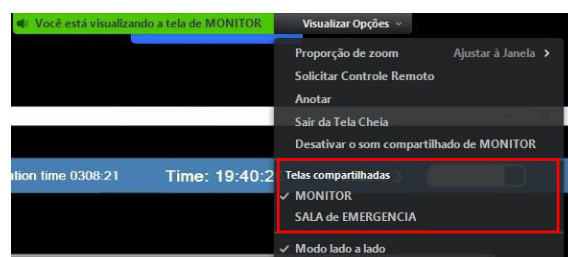 Você está visualizando a tela de MONITOR Visualizar Opções
Proporção de zoom Ajustar à Janela >
Solicitar Controle Remoto
Anotar
Sair da Tela Cheia
Desativar o som compartilhado de MONITOR
ation time 0308:21 Time: 19:40:2
Telas compartilhadas
✓ MONITOR
SALA de EMERGENCIA
✓ Modo lado a lado